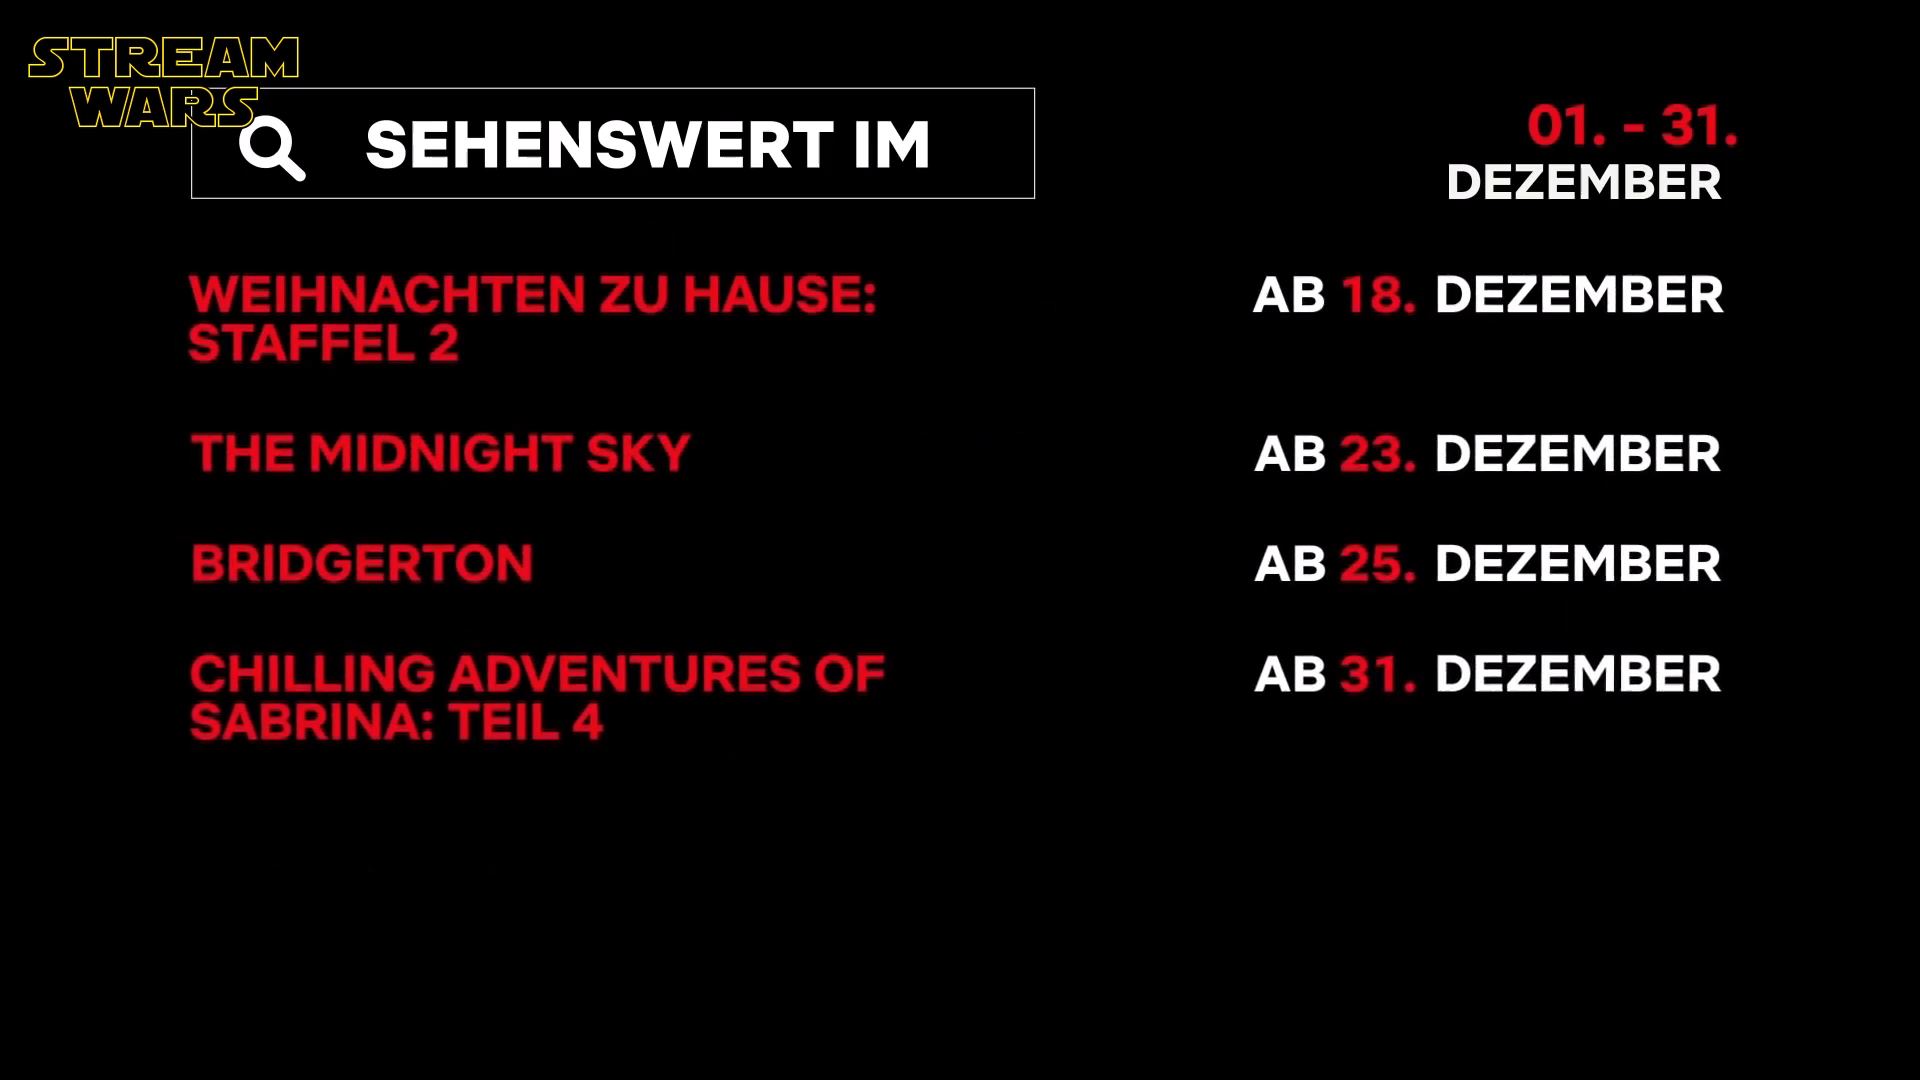 STREAM
WARS
SEHENSWERT IM
01. - 31.
DEZEMBER
WEIHNACHTEN ZU HAUSE:
STAFFEL 2
AB 18. DEZEMBER
THE MIDNIGHT SKY
AB 23. DEZEMBER
BRIDGERTON
AB 25. DEZEMBER
CHILLING ADVENTURES OF
SABRINA: TEIL 4
AB 31. DEZEMBER